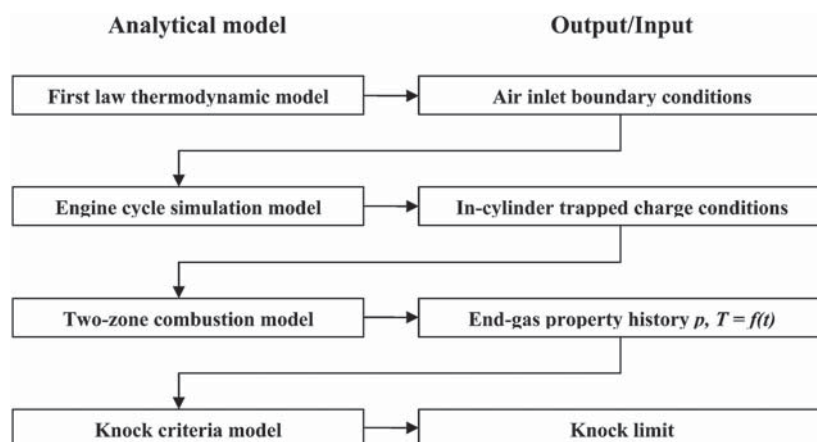 Analytical model
Output/Input
First law thermodynamic model
Air inlet boundary conditions
Engine cycle simulation model
In-cylinder trapped charge conditions
Two-zone combustion model
End-gas property history p, T = f(t)
Knock criteria model
Knock limit